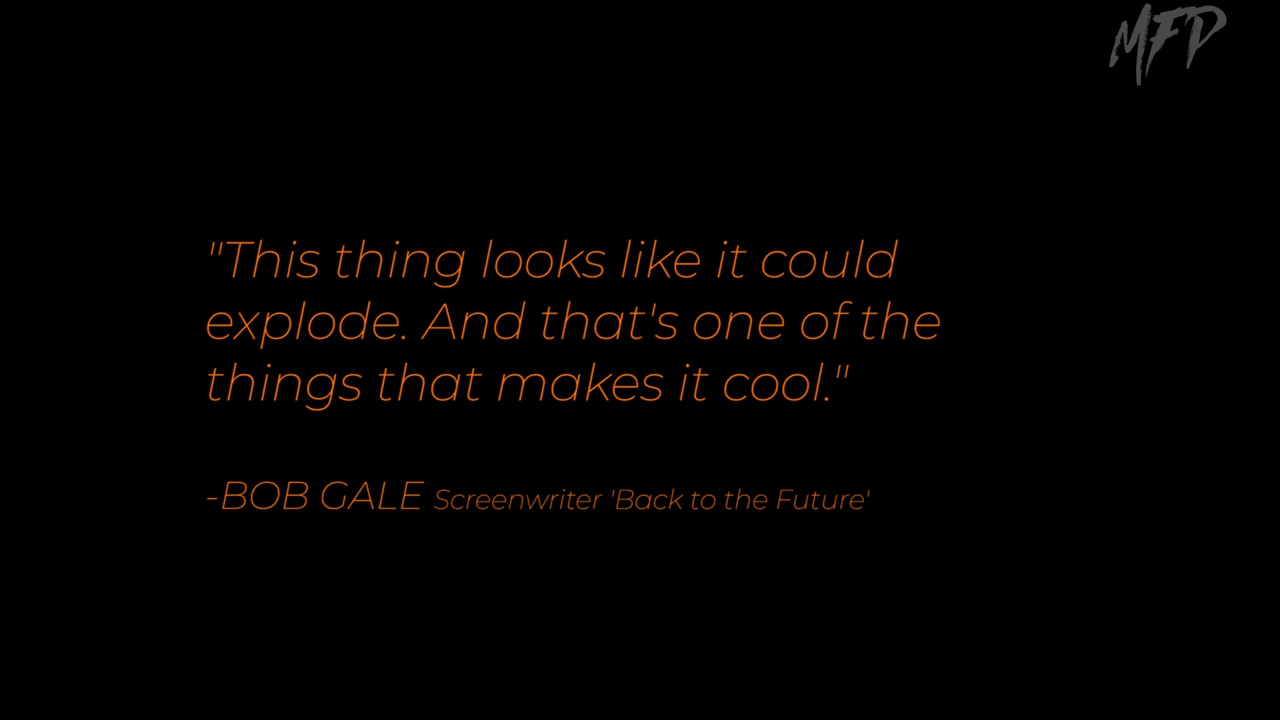 MFP
"This thing looks like it could
explode. And that's one of the
things that makes it cool."
-BOB GALE Screenwriter 'Back to the Future'